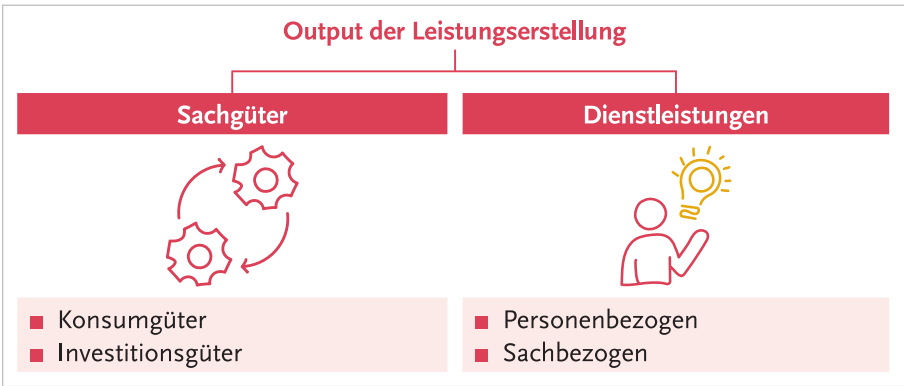 Output der Leistungserstellung
Sachgüter
Konsumgüter
Investitionsgüter
Dienstleistungen
Personenbezogen
Sachbezogen